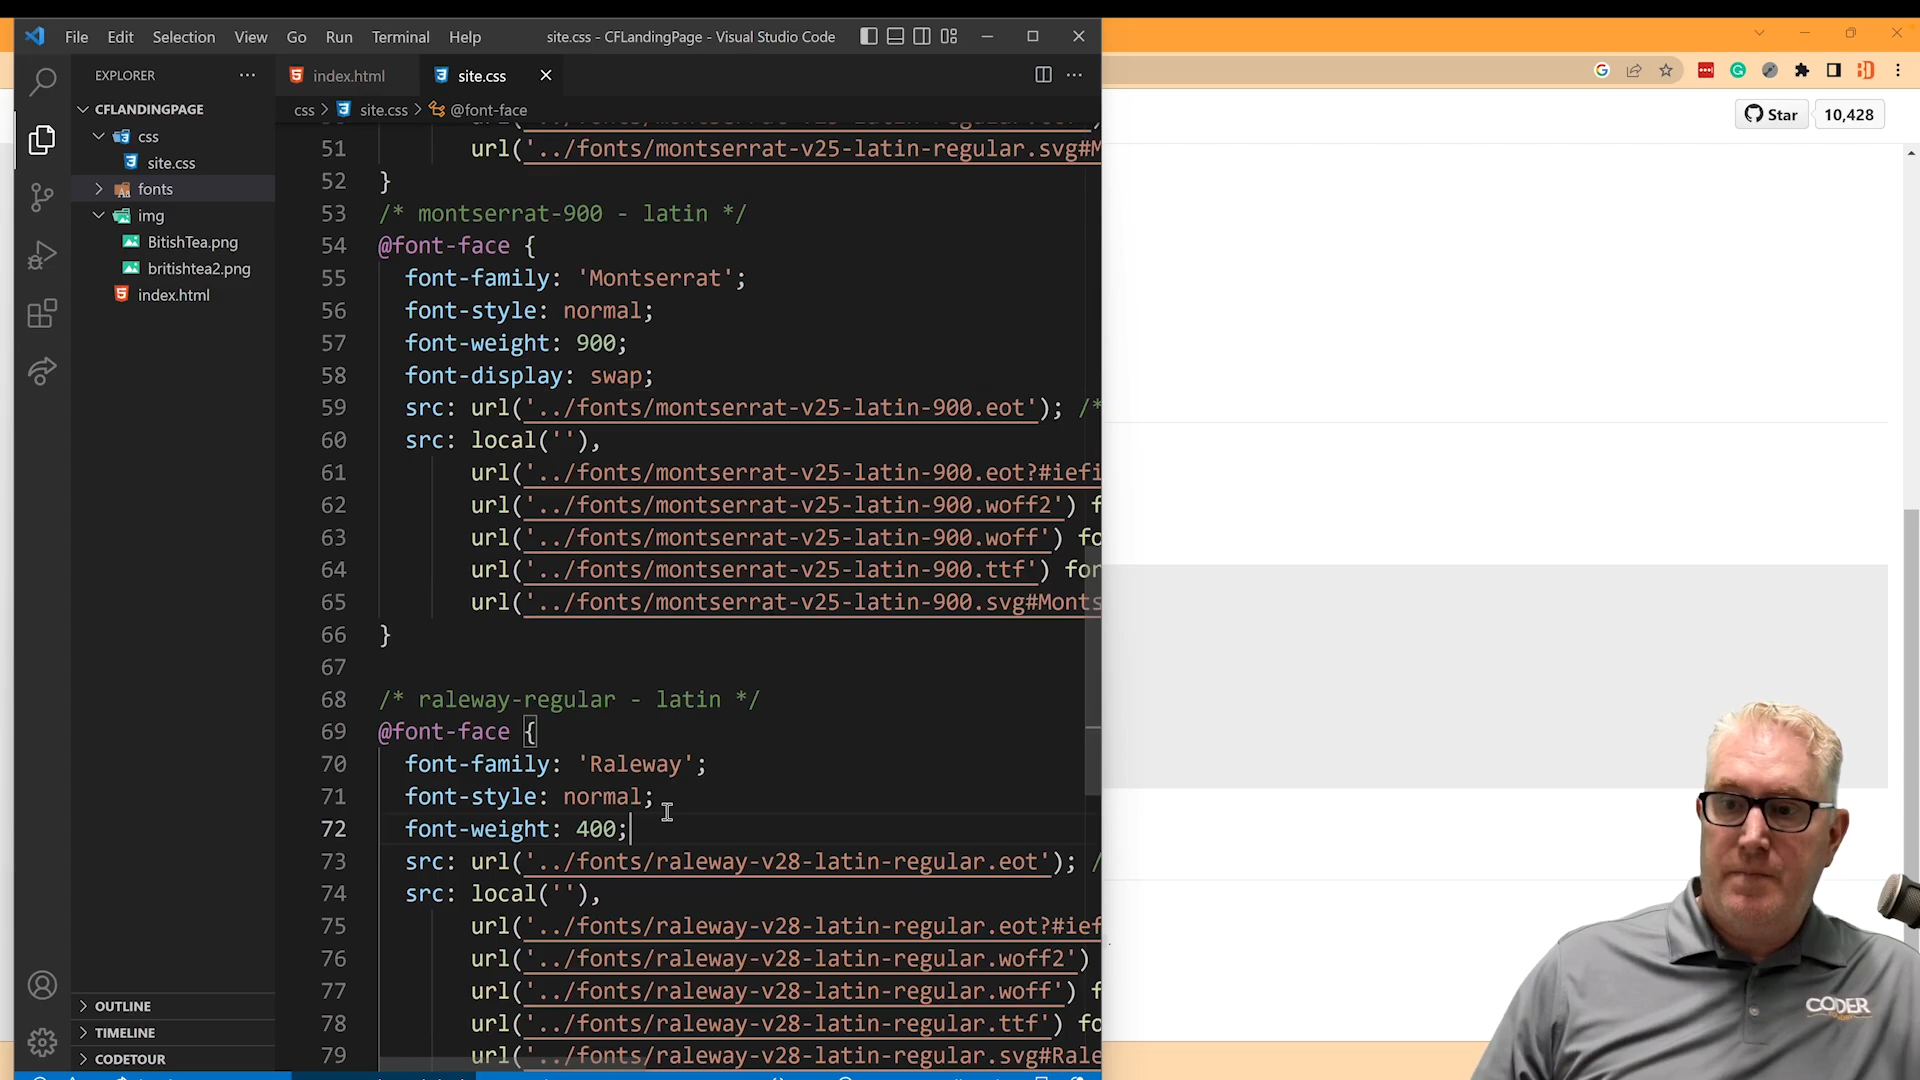 File Edit Selection View Go Run Terminal Help site.css - CFLandingPage - Visual Studio Code
EXPLORER
index.html
site.css
CFLANDINGPAGE
css
site.css
fonts
img
BitishTea.png
britishtea2.png
index.html
OUTLINE
TIMELINE
CODETOUR
css > site.css > @font-face
51 url('../fonts/montserrat-v25-latin-regular.svg#M
52 }
53 /* montserrat-900 - latin */
54 @font-face {
55 font-family: 'Montserrat';
56 font-style: normal;
57 font-weight: 900;
58 font-display: swap;
59 src: url('../fonts/montserrat-v25-latin-900.eot'); /*
60 src: local(''),
61 url('../fonts/montserrat-v25-latin-900.eot?#iefi
62 url('../fonts/montserrat-v25-latin-900.woff2') f
63 url('../fonts/montserrat-v25-latin-900.woff') fo
64 url('../fonts/montserrat-v25-latin-900.ttf') for
65 url('../fonts/montserrat-v25-latin-900.svg#Monts
66 }
67
68 /* raleway-regular - latin */
69 @font-face {
70 font-family: 'Raleway';
71 font-style: normal;
72 font-weight: 400;
73 src: url('../fonts/raleway-v28-latin-regular.eot'); /
74 src: local(''),
75 url('../fonts/raleway-v28-latin-regular.eot?#ief
76 url('../fonts/raleway-v28-latin-regular.woff2')
77 url('../fonts/raleway-v28-latin-regular.woff') f
78 url('../fonts/raleway-v28-latin-regular.ttf') fo
79 url('../fonts/raleway-v28-latin-regular.svg#Rale
Star 10,428
CODER